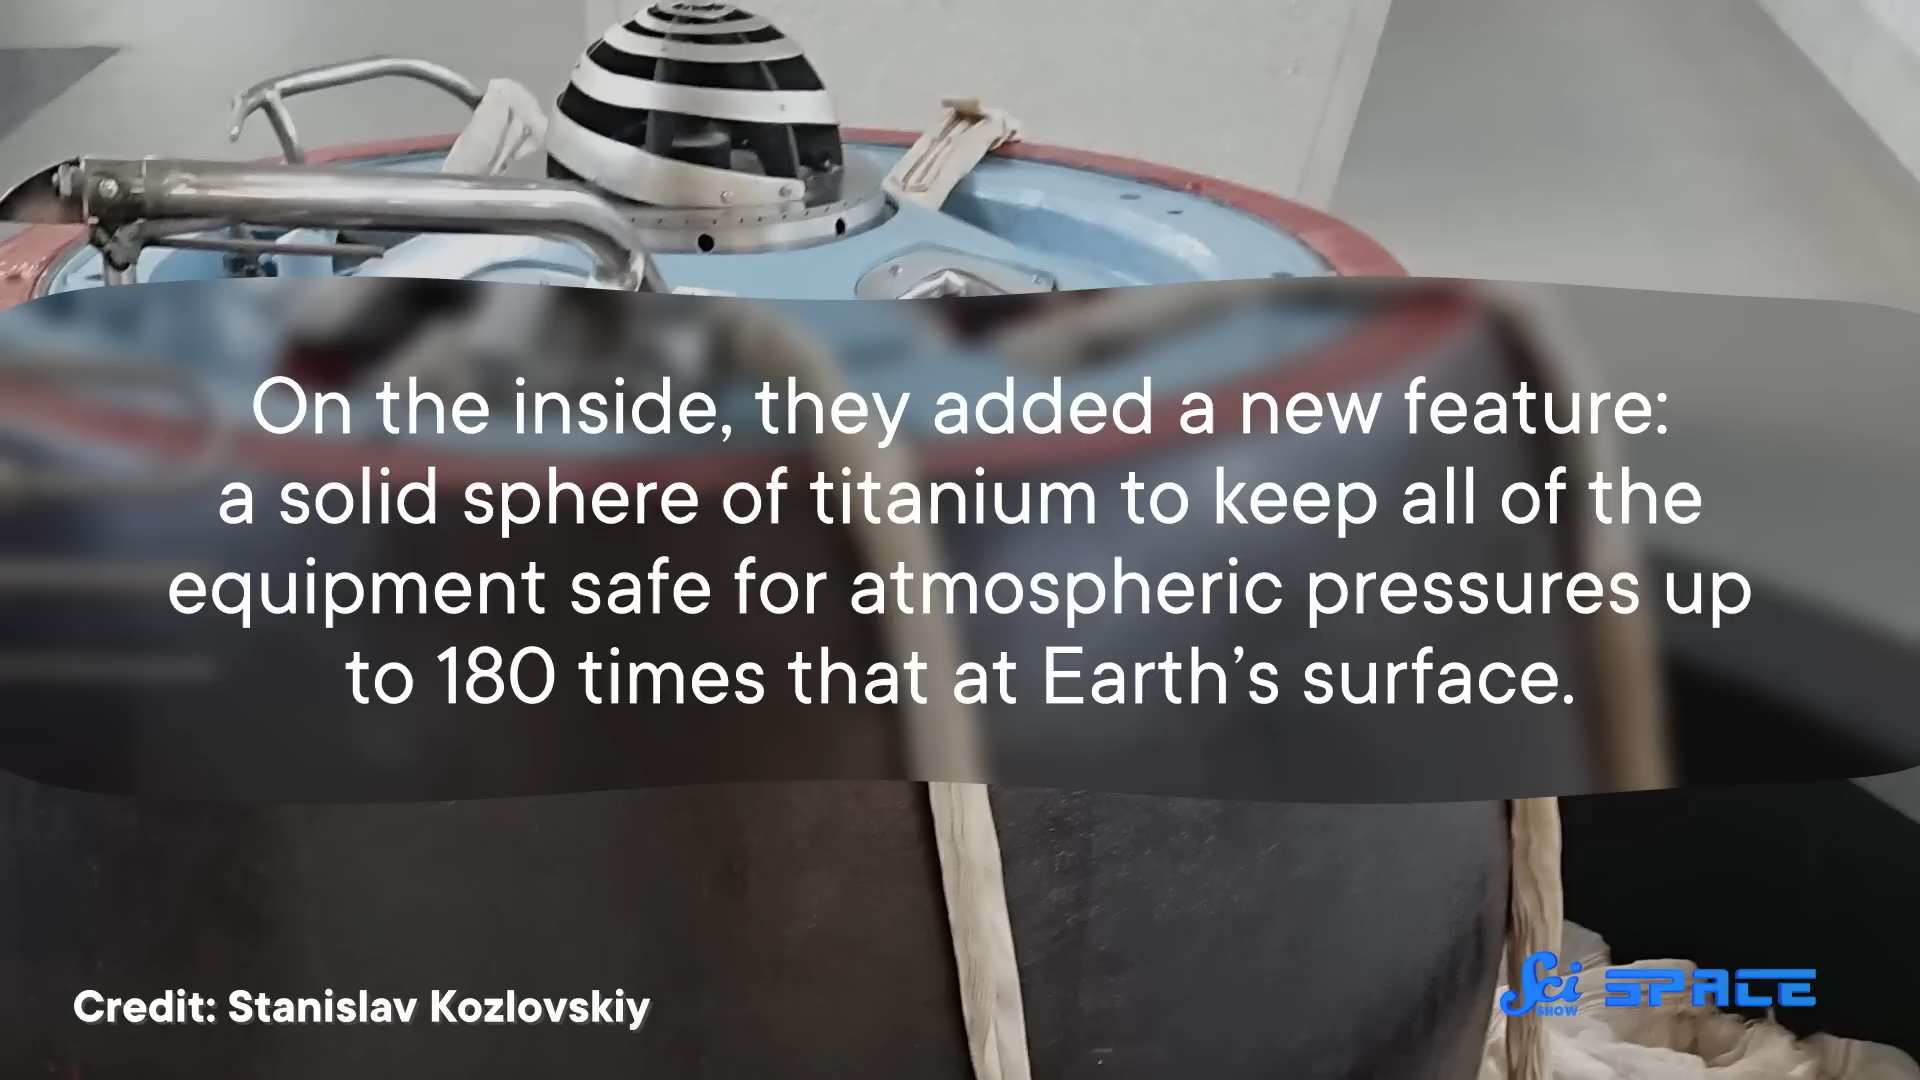 On the inside, they added a new feature:
a solid sphere of titanium to keep all of the
equipment safe for atmospheric pressures up
to 180 times that at Earth’s surface.
Credit: Stanislav Kozlovskiy
Sci SHOW SPACE